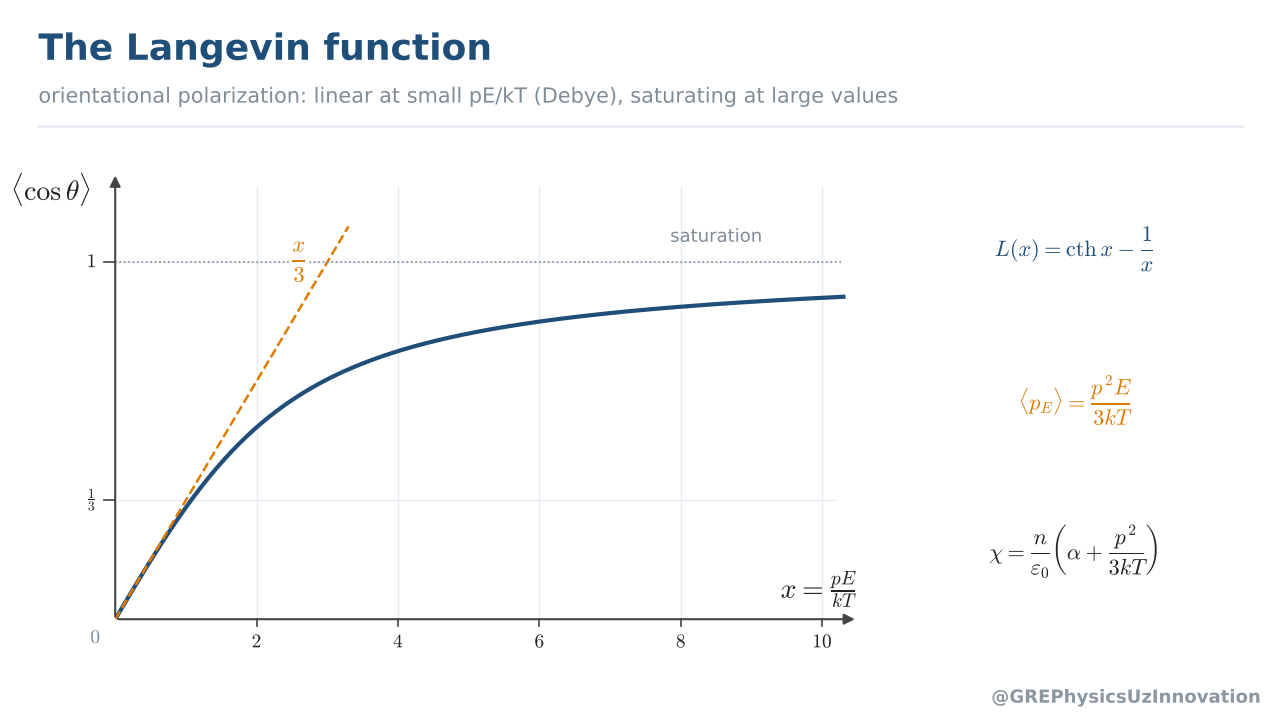 The Langevin function
orientational polarization: linear at small pE/kT (Debye), saturating at large values
⟨cos θ⟩
saturation
x/3
1
1/3
0
2 4 6 8 10
x = pE/kT
L(x) = cth x − 1/x
⟨p_E⟩ = p²E/3kT
χ = n/ε₀ (α + p²/3kT)
@GREPhysicsUzInnovation